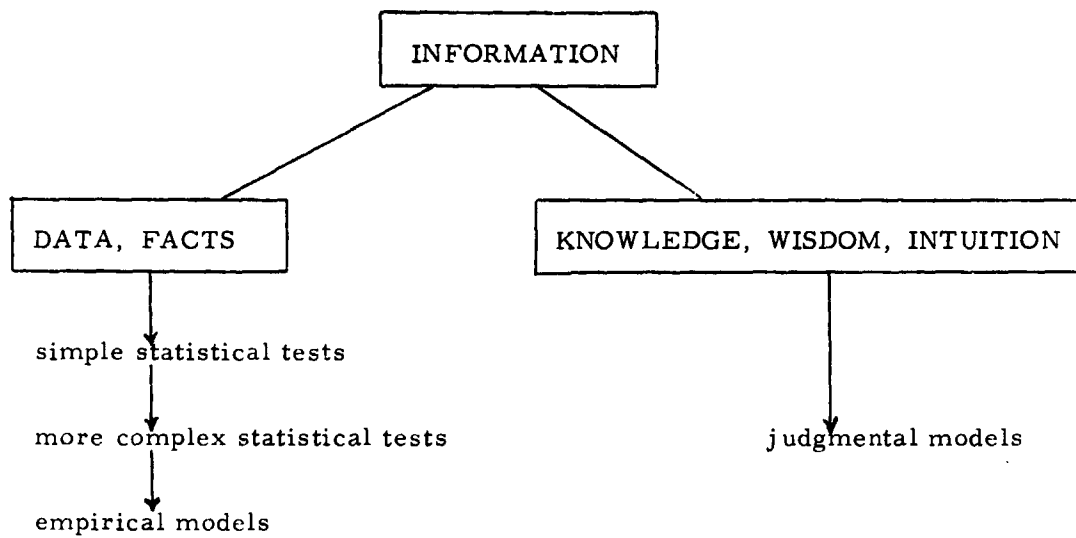 INFORMATION
DATA, FACTS
KNOWLEDGE, WISDOM, INTUITION
simple statistical tests
more complex statistical tests
judgmental models
empirical models